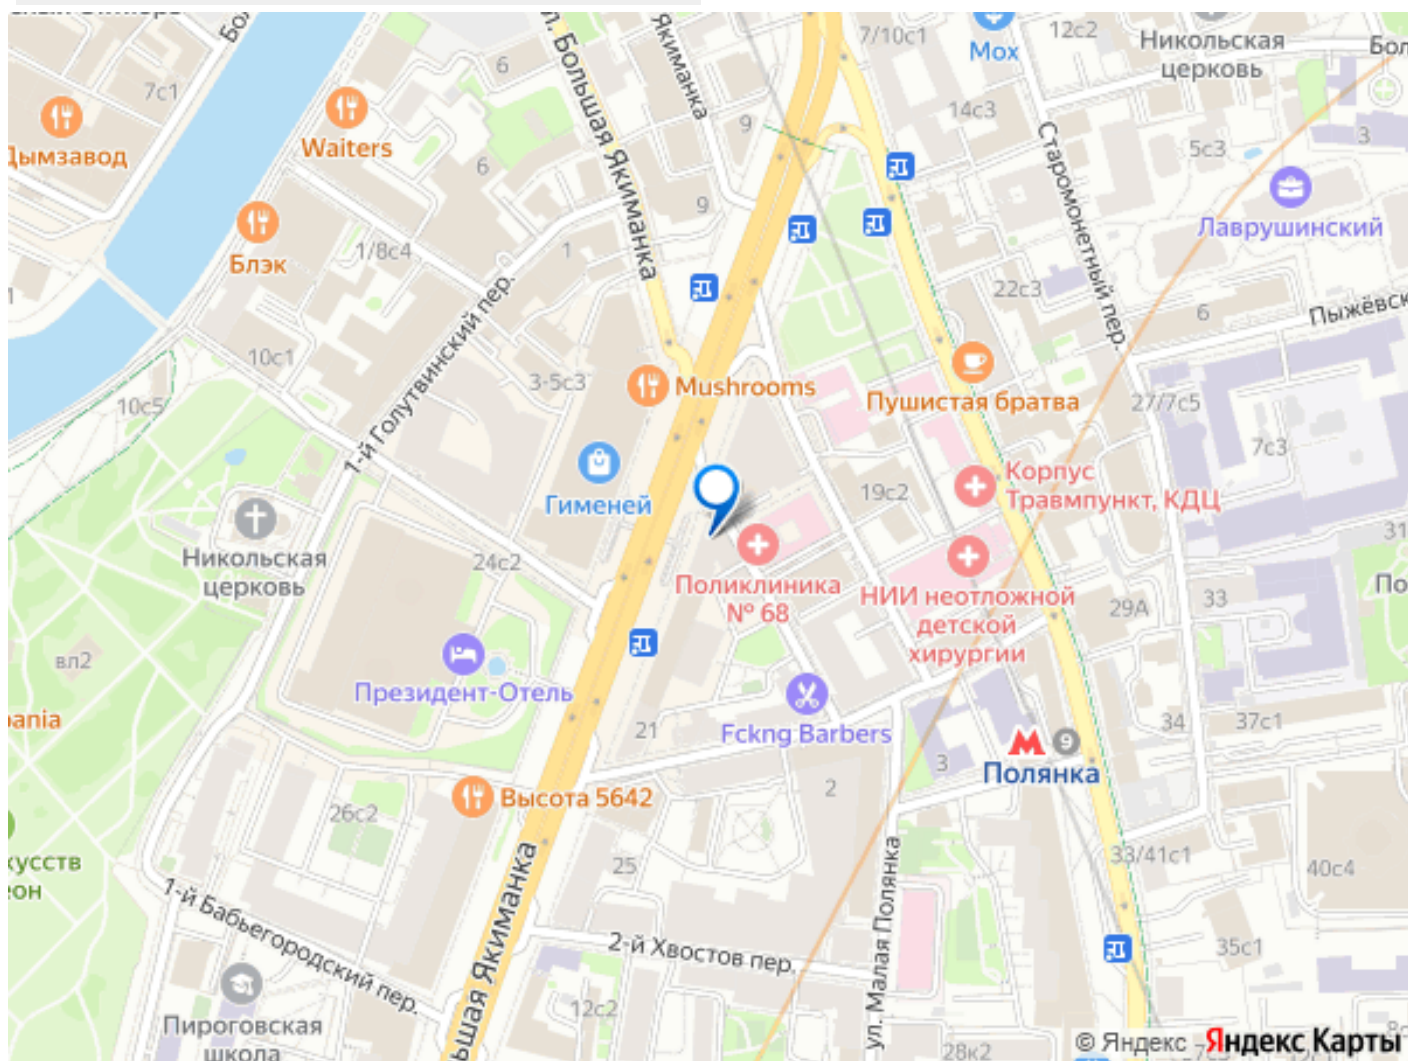 7/10с1
Мох
12с2
Никольская
церковь
Бол
7с1
6
ул. Большая Якиманка
Якиманка
9
14с3
Старомонетный пер.
5с3
3
Дымзавод
Waiters
6
9
Лаврушинский
Блэк
1/8с4
1
22с3
6
Пыжёвск
1-й Голутвинский пер.
10с1
3-5с3
Mushrooms
Пушистая братва
27/7с5
10с5
7с3
Гименей
19с2
Корпус
Травмпункт, КДЦ
Никольская
церковь
24с2
Поликлиника
№ 68
НИИ неотложной
детской
хирургии
29А
33
31
По
вл2
Президент-Отель
21
Fckng Barbers
34
37с1
3
9
Полянка
ania
26с2
Высота 5642
2
25
33/41с1
40с4
кусств
еон
1-й Бабьегородский пер.
льшая Якиманка
2-й Хвостов пер.
ул. Малая Полянка
35с1
Пироговская
школа
12с2
28к2
© Яндекс
Яндекс Карты